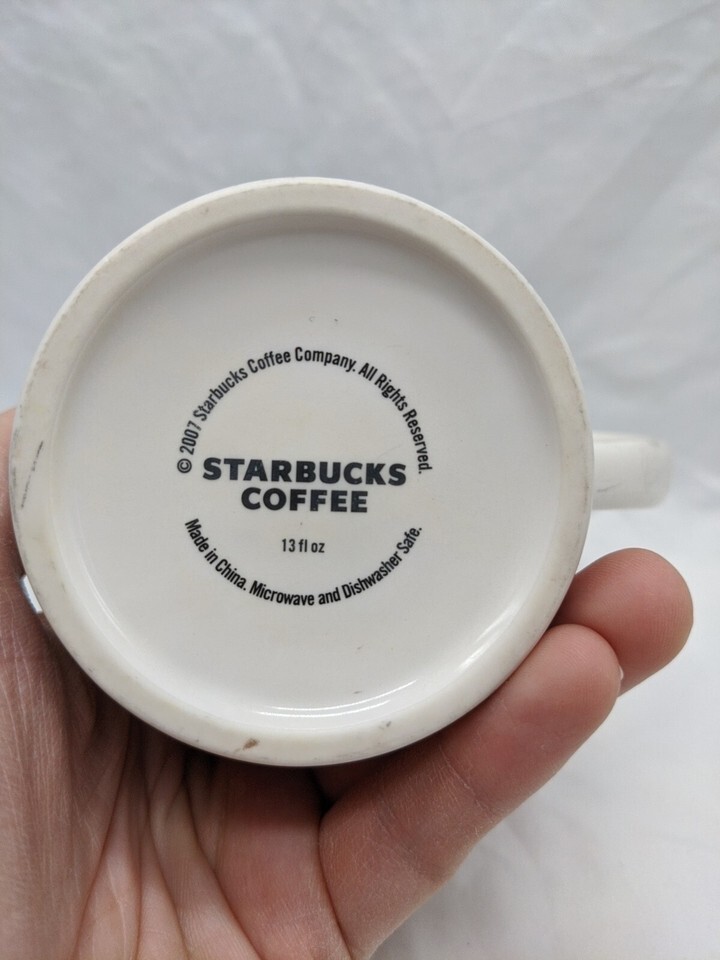 © 2007 Starbucks Coffee Company. All Rights Reserved.
STARBUCKS
COFFEE
13 fl oz
Made in China. Microwave and Dishwasher Safe.